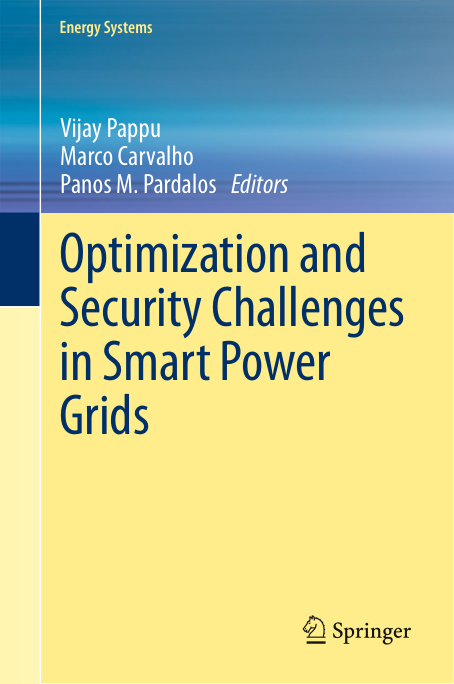 Energy Systems
Vijay Pappu
Marco Carvalho
Panos M. Pardalos Editors
Optimization and
Security Challenges
in Smart Power
Grids
Springer